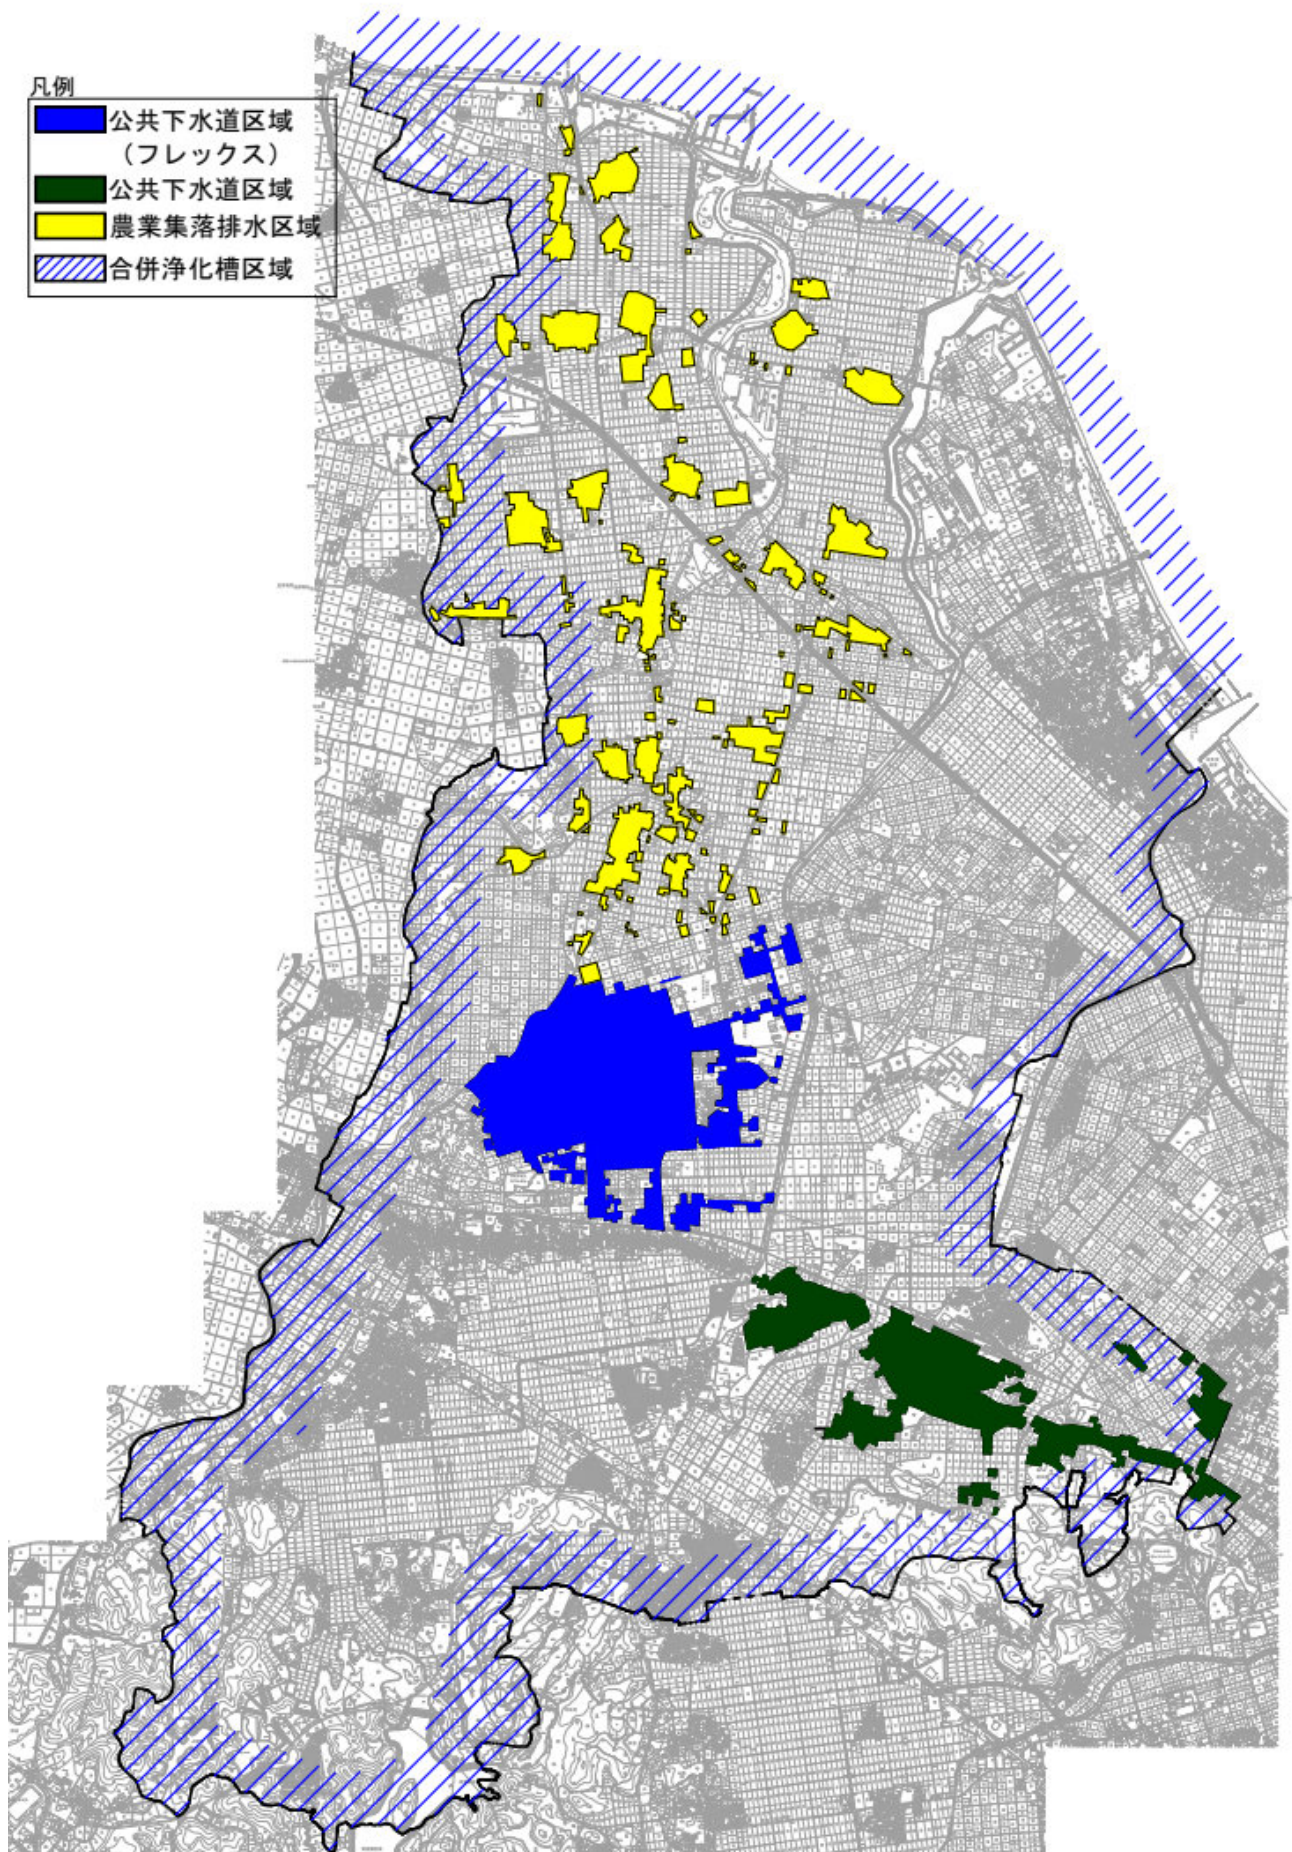 凡例
公共下水道区域
(フレックス)
公共下水道区域
農業集落排水区域
合併浄化槽区域